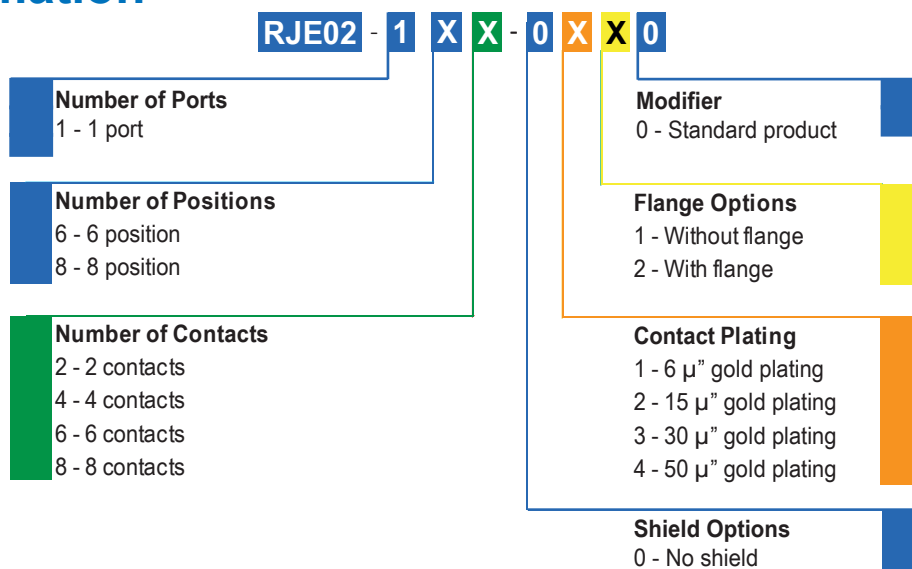 RJE02 - 1 X X - 0 X X 0
Number of Ports
1 - 1 port
Number of Positions
6 - 6 position
8 - 8 position
Number of Contacts
2 - 2 contacts
4 - 4 contacts
6 - 6 contacts
8 - 8 contacts
Modifier
0 - Standard product
Flange Options
1 - Without flange
2 - With flange
Contact Plating
1 - 6 µ” gold plating
2 - 15 µ” gold plating
3 - 30 µ” gold plating
4 - 50 µ” gold plating
Shield Options
0 - No shield